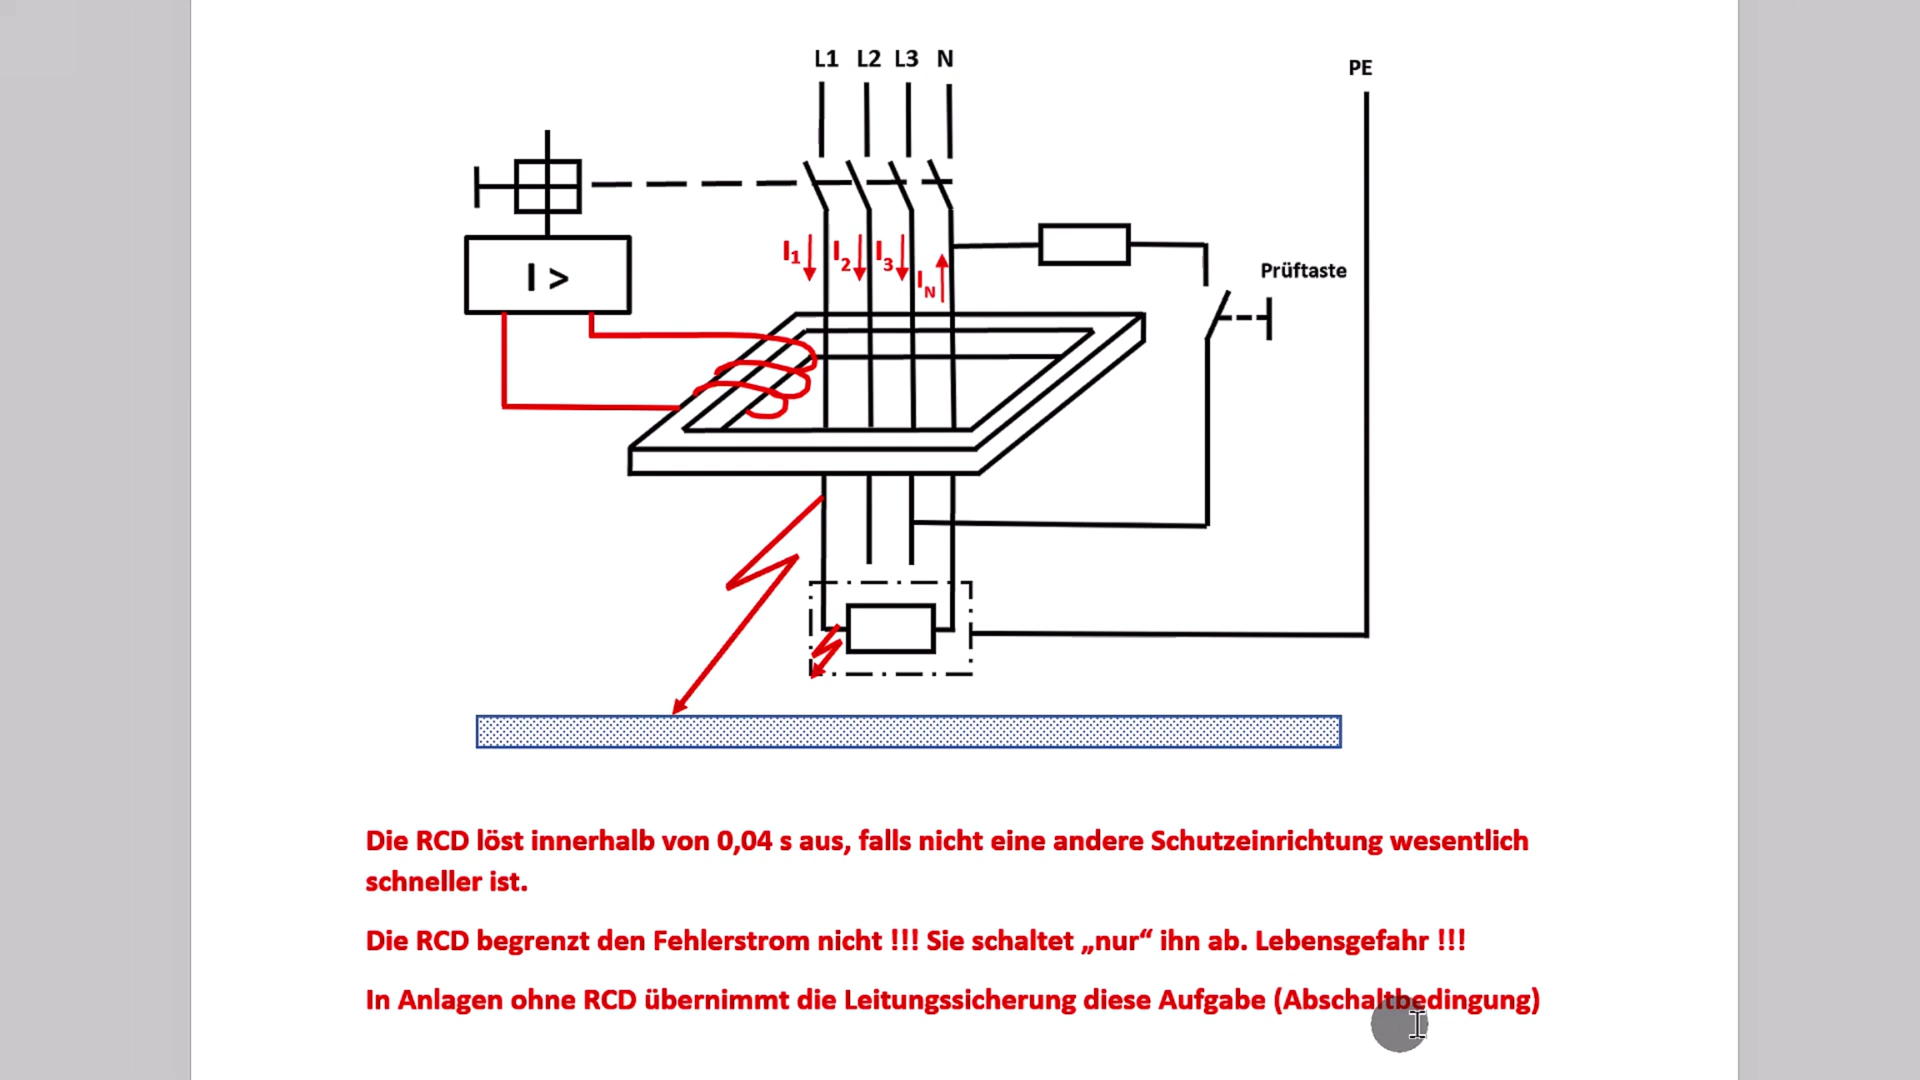 L1 L2 L3 N
PE
I >
I1 I2 I3
IN
Prüftaste
Die RCD löst innerhalb von 0,04 s aus, falls nicht eine andere Schutzeinrichtung wesentlich
schneller ist.
Die RCD begrenzt den Fehlerstrom nicht !!! Sie schaltet „nur“ ihn ab. Lebensgefahr !!!
In Anlagen ohne RCD übernimmt die Leitungssicherung diese Aufgabe (Abschaltbedingung)